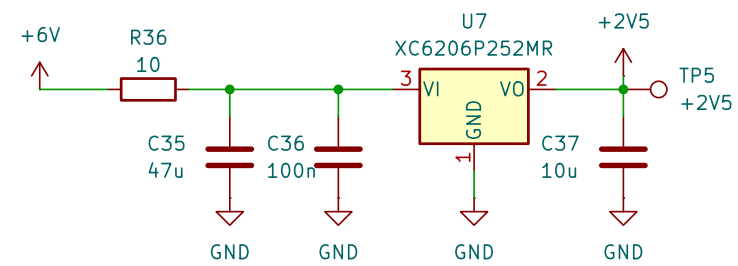 +6V
R36
10
U7
XC6206P252MR
+2V5
3
VI
VO
2
GND
1
TP5
+2V5
C35
47u
C36
100n
C37
10u
GND
GND
GND
GND